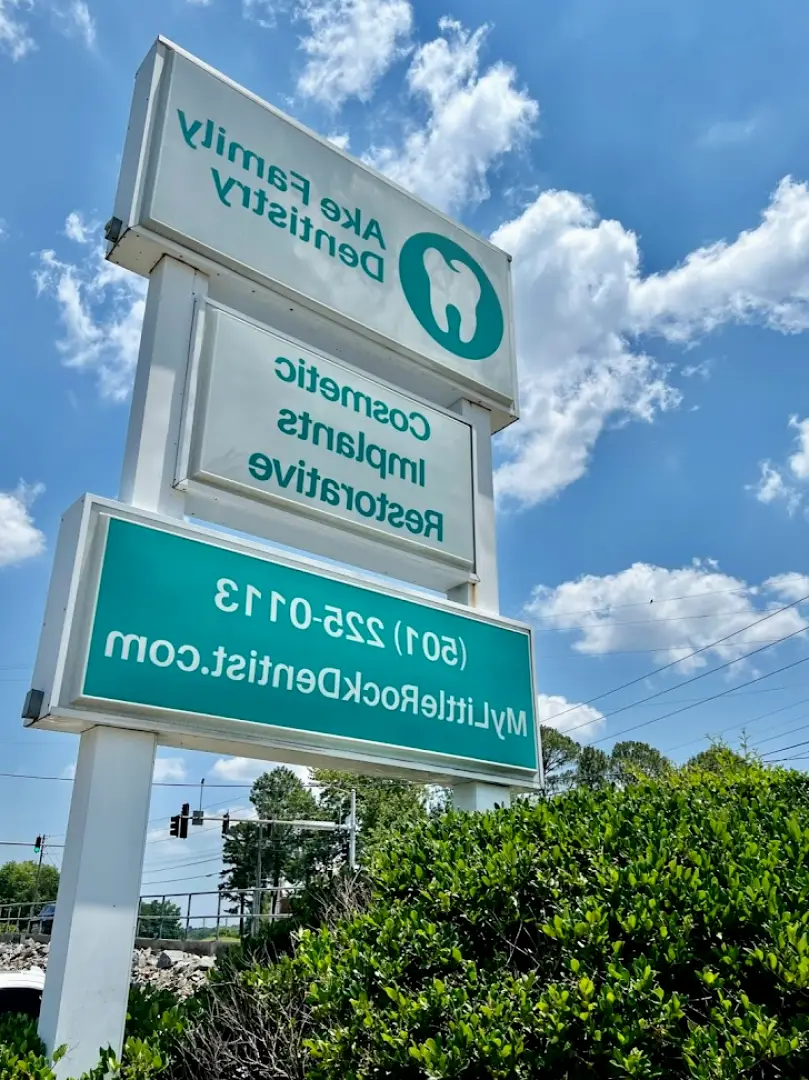 Ake Family
Dentistry
Cosmetic
Implants
Restorative
(501) 225-0113
MyLittleRockDentist.com